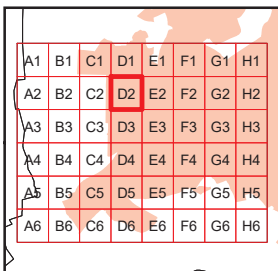 A1 B1 C1 D1 E1 F1 G1 H1
A2 B2 C2 D2 E2 F2 G2 H2
A3 B3 C3 D3 E3 F3 G3 H3
A4 B4 C4 D4 E4 F4 G4 H4
A5 B5 C5 D5 E5 F5 G5 H5
A6 B6 C6 D6 E6 F6 G6 H6